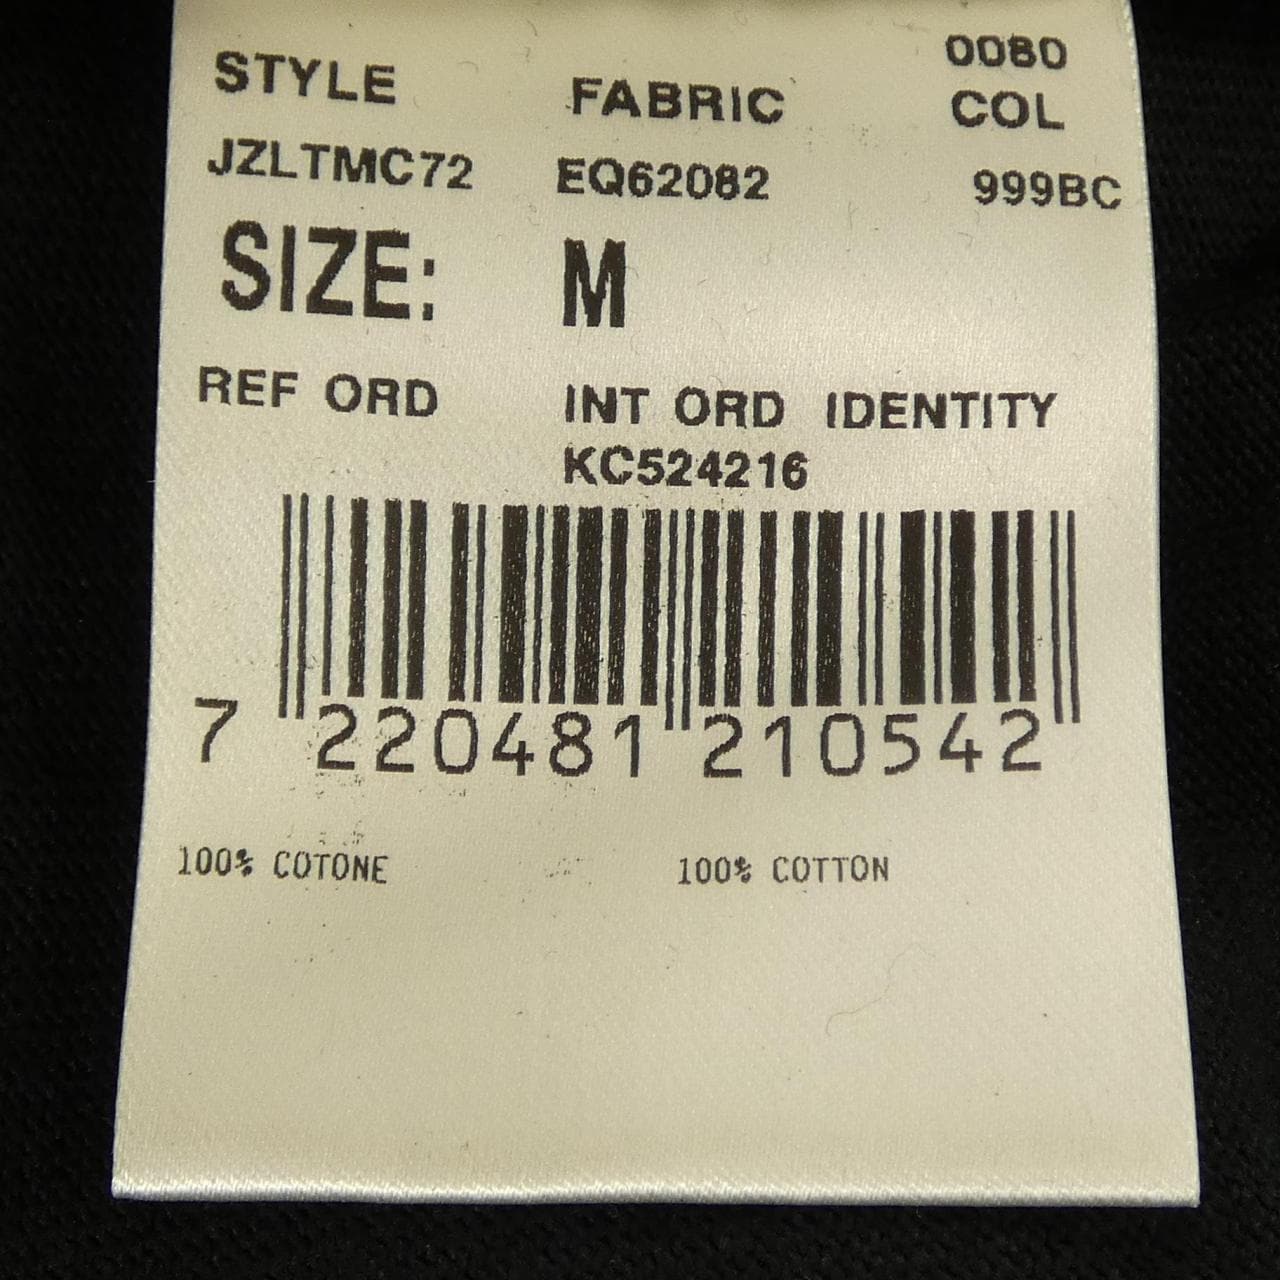 0080
STYLE FABRIC COL
JZLTMC72 EQ62082 999BC
SIZE: M
REF ORD INT ORD IDENTITY
KC524216
7 220481 210542
100% COTONE 100% COTTON